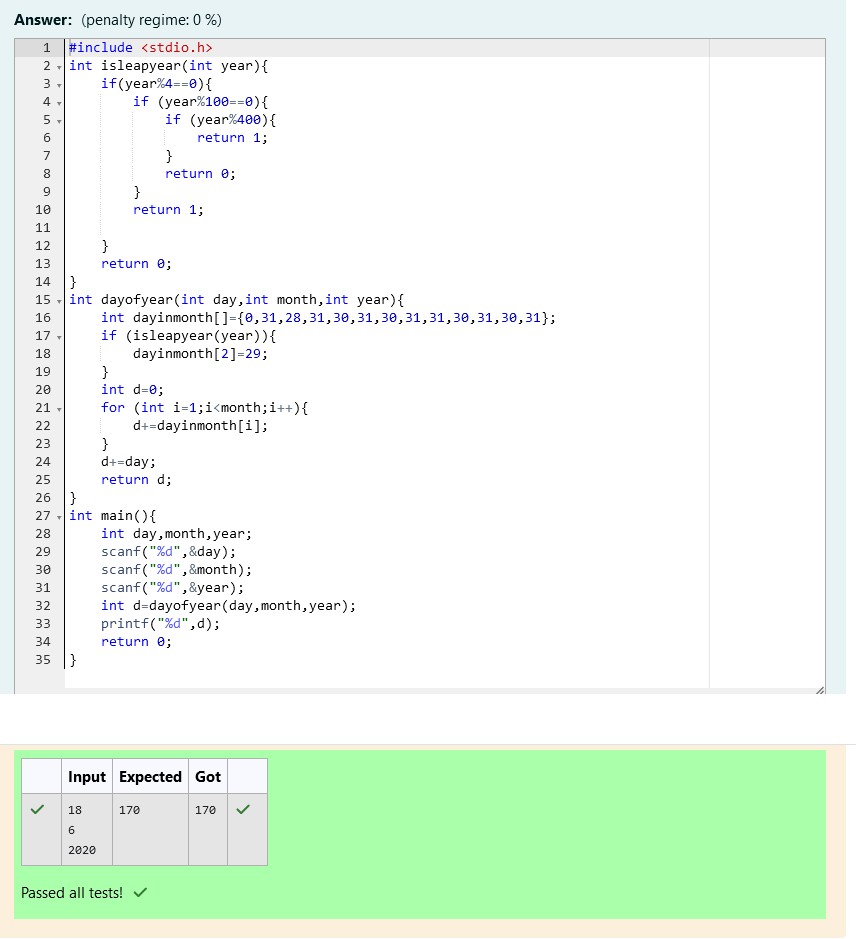 Answer: (penalty regime: 0 %)
1 #include <stdio.h>
2 int isleapyear(int year){
3     if(year%4==0){
4         if (year%100==0){
5             if (year%400){
6                 return 1;
7             }
8             return 0;
9         }
10         return 1;
11
12     }
13     return 0;
14 }
15 int dayofyear(int day,int month,int year){
16     int dayinmonth[]={0,31,28,31,30,31,30,31,31,30,31,30,31};
17     if (isleapyear(year)){
18         dayinmonth[2]=29;
19     }
20     int d=0;
21     for (int i=1;i<month;i++){
22         d+=dayinmonth[i];
23     }
24     d+=day;
25     return d;
26 }
27 int main(){
28     int day,month,year;
29     scanf("%d",&day);
30     scanf("%d",&month);
31     scanf("%d",&year);
32     int d=dayofyear(day,month,year);
33     printf("%d",d);
34     return 0;
35 }
Input Expected Got
18 170 170
6
2020
Passed all tests!